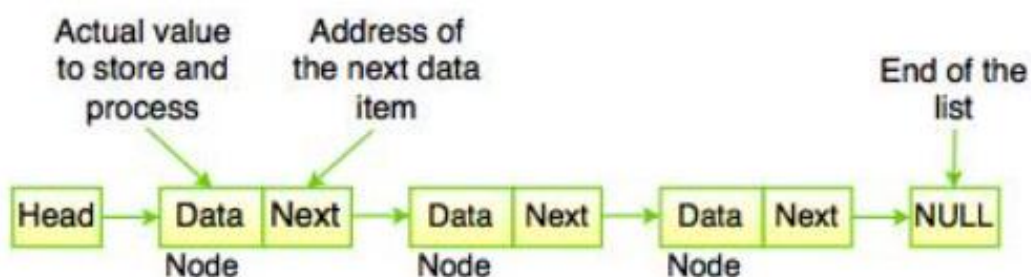 Actual value
to store and
process
Address of
the next data
item
End of the
list
Head Data Next Data Next Data Next NULL
Node Node Node